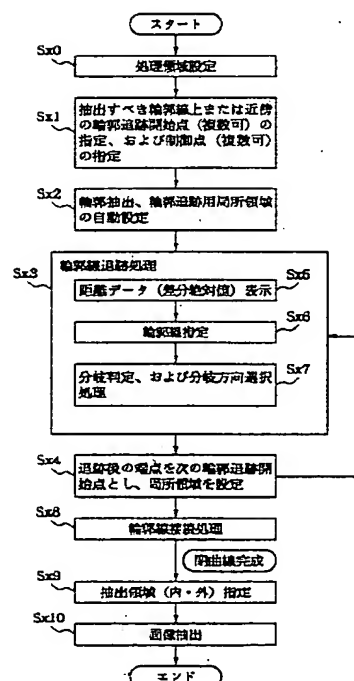 スタート
Sx0
処理領域設定
Sx1
抽出すべき輪郭線上または近傍
の輪郭追跡開始点（複数可）の
指定、および制御点（複数可）
の指定
Sx2
輪郭抽出、輪郭追跡用局所領域
の自動設定
Sx3
輪郭線追跡処理
Sx5
距離データ（差分絶対値）表示
Sx6
輪郭線指定
Sx7
分岐判定、および分岐方向選択
処理
Sx4
追跡後の端点を次の輪郭追跡開
始点とし、局所領域を設定
Sx8
輪郭線接続処理
閉曲線完成
Sx9
抽出領域（内・外）指定
Sx10
画像抽出
エンド